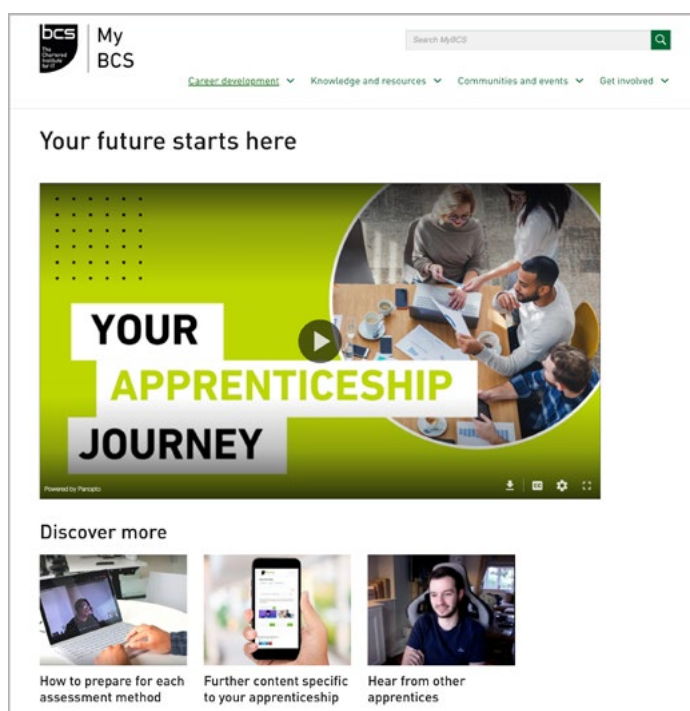 bcs
The
Chartered
Institute
for IT
My
BCS
Search MyBCS
Career development Knowledge and resources Communities and events Get involved
Your future starts here
YOUR
APPRENTICESHIP
JOURNEY
Powered by Panopto
CC
Discover more
How to prepare for each
assessment method
Further content specific
to your apprenticeship
Hear from other
apprentices